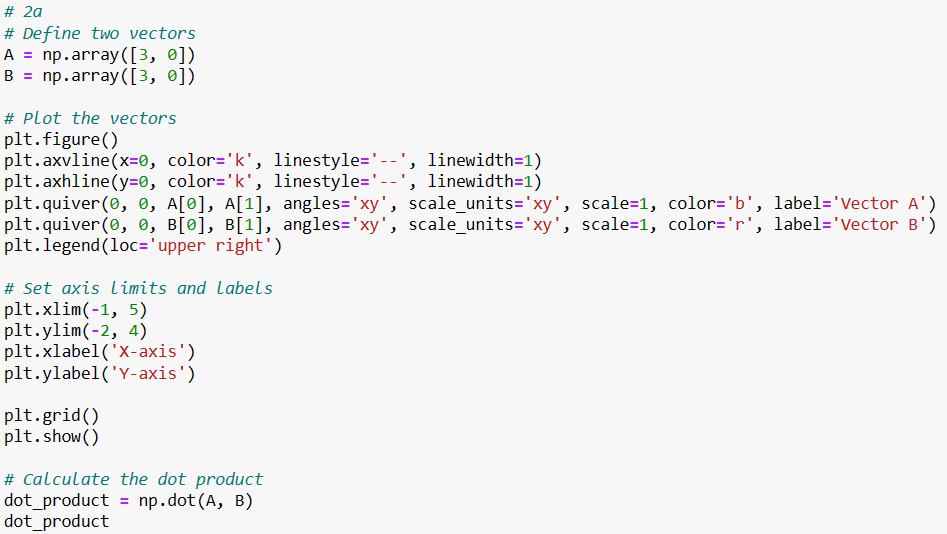 # 2a
# Define two vectors
A = np.array([3, 0])
B = np.array([3, 0])
# Plot the vectors
plt.figure()
plt.axvline(x=0, color='k', linestyle='--', linewidth=1)
plt.axhline(y=0, color='k', linestyle='--', linewidth=1)
plt.quiver(0, 0, A[0], A[1], angles='xy', scale_units='xy', scale=1, color='b', label='Vector A')
plt.quiver(0, 0, B[0], B[1], angles='xy', scale_units='xy', scale=1, color='r', label='Vector B')
plt.legend(loc='upper right')
# Set axis limits and labels
plt.xlim(-1, 5)
plt.ylim(-2, 4)
plt.xlabel('X-axis')
plt.ylabel('Y-axis')
plt.grid()
plt.show()
# Calculate the dot product
dot_product = np.dot(A, B)
dot_product